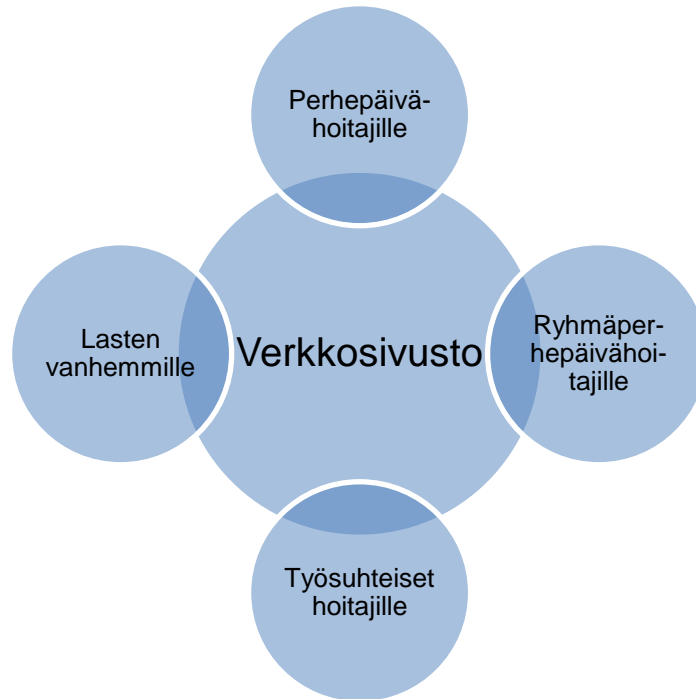 Perhepäivä-
hoitajille
Lasten
vanhemmille
Verkkosivusto
Ryhmäper-
hepäivähoi-
tajille
Työsuhteiset
hoitajille